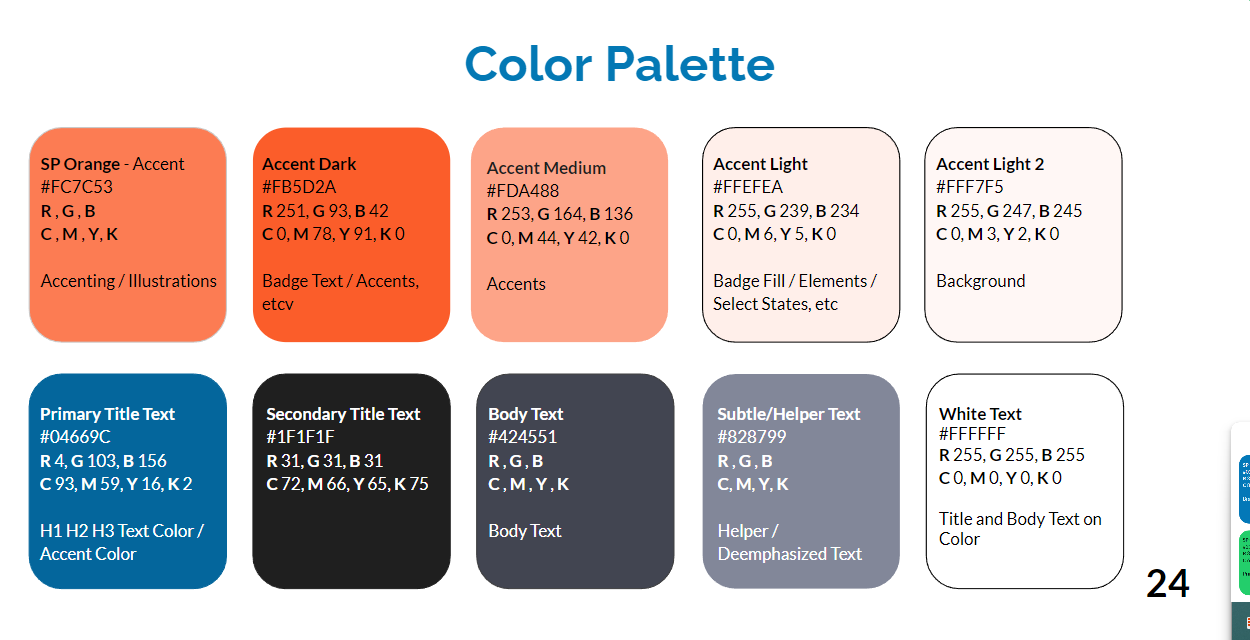 Color Palette
SP Orange - Accent
#FC7C53
R , G , B
C , M , Y, K
Accenting / Illustrations
Accent Dark
#FB5D2A
R 251, G 93, B 42
C 0, M 78, Y 91, K 0
Badge Text / Accents,
etcv
Accent Medium
#FDA488
R 253, G 164, B 136
C 0, M 44, Y 42, K 0
Accents
Accent Light
#FFEFEA
R 255, G 239, B 234
C 0, M 6, Y 5, K 0
Badge Fill / Elements /
Select States, etc
Accent Light 2
#FFF7F5
R 255, G 247, B 245
C 0, M 3, Y 2, K 0
Background
Primary Title Text
#04669C
R 4, G 103, B 156
C 93, M 59, Y 16, K 2
H1 H2 H3 Text Color /
Accent Color
Secondary Title Text
#1F1F1F
R 31, G 31, B 31
C 72, M 66, Y 65, K 75
Body Text
#424551
R , G , B
C , M , Y , K
Body Text
Subtle/Helper Text
#828799
R , G , B
C, M, Y, K
Helper /
Deemphasized Text
White Text
#FFFFFF
R 255, G 255, B 255
C 0, M 0, Y 0, K 0
Title and Body Text on
Color
24